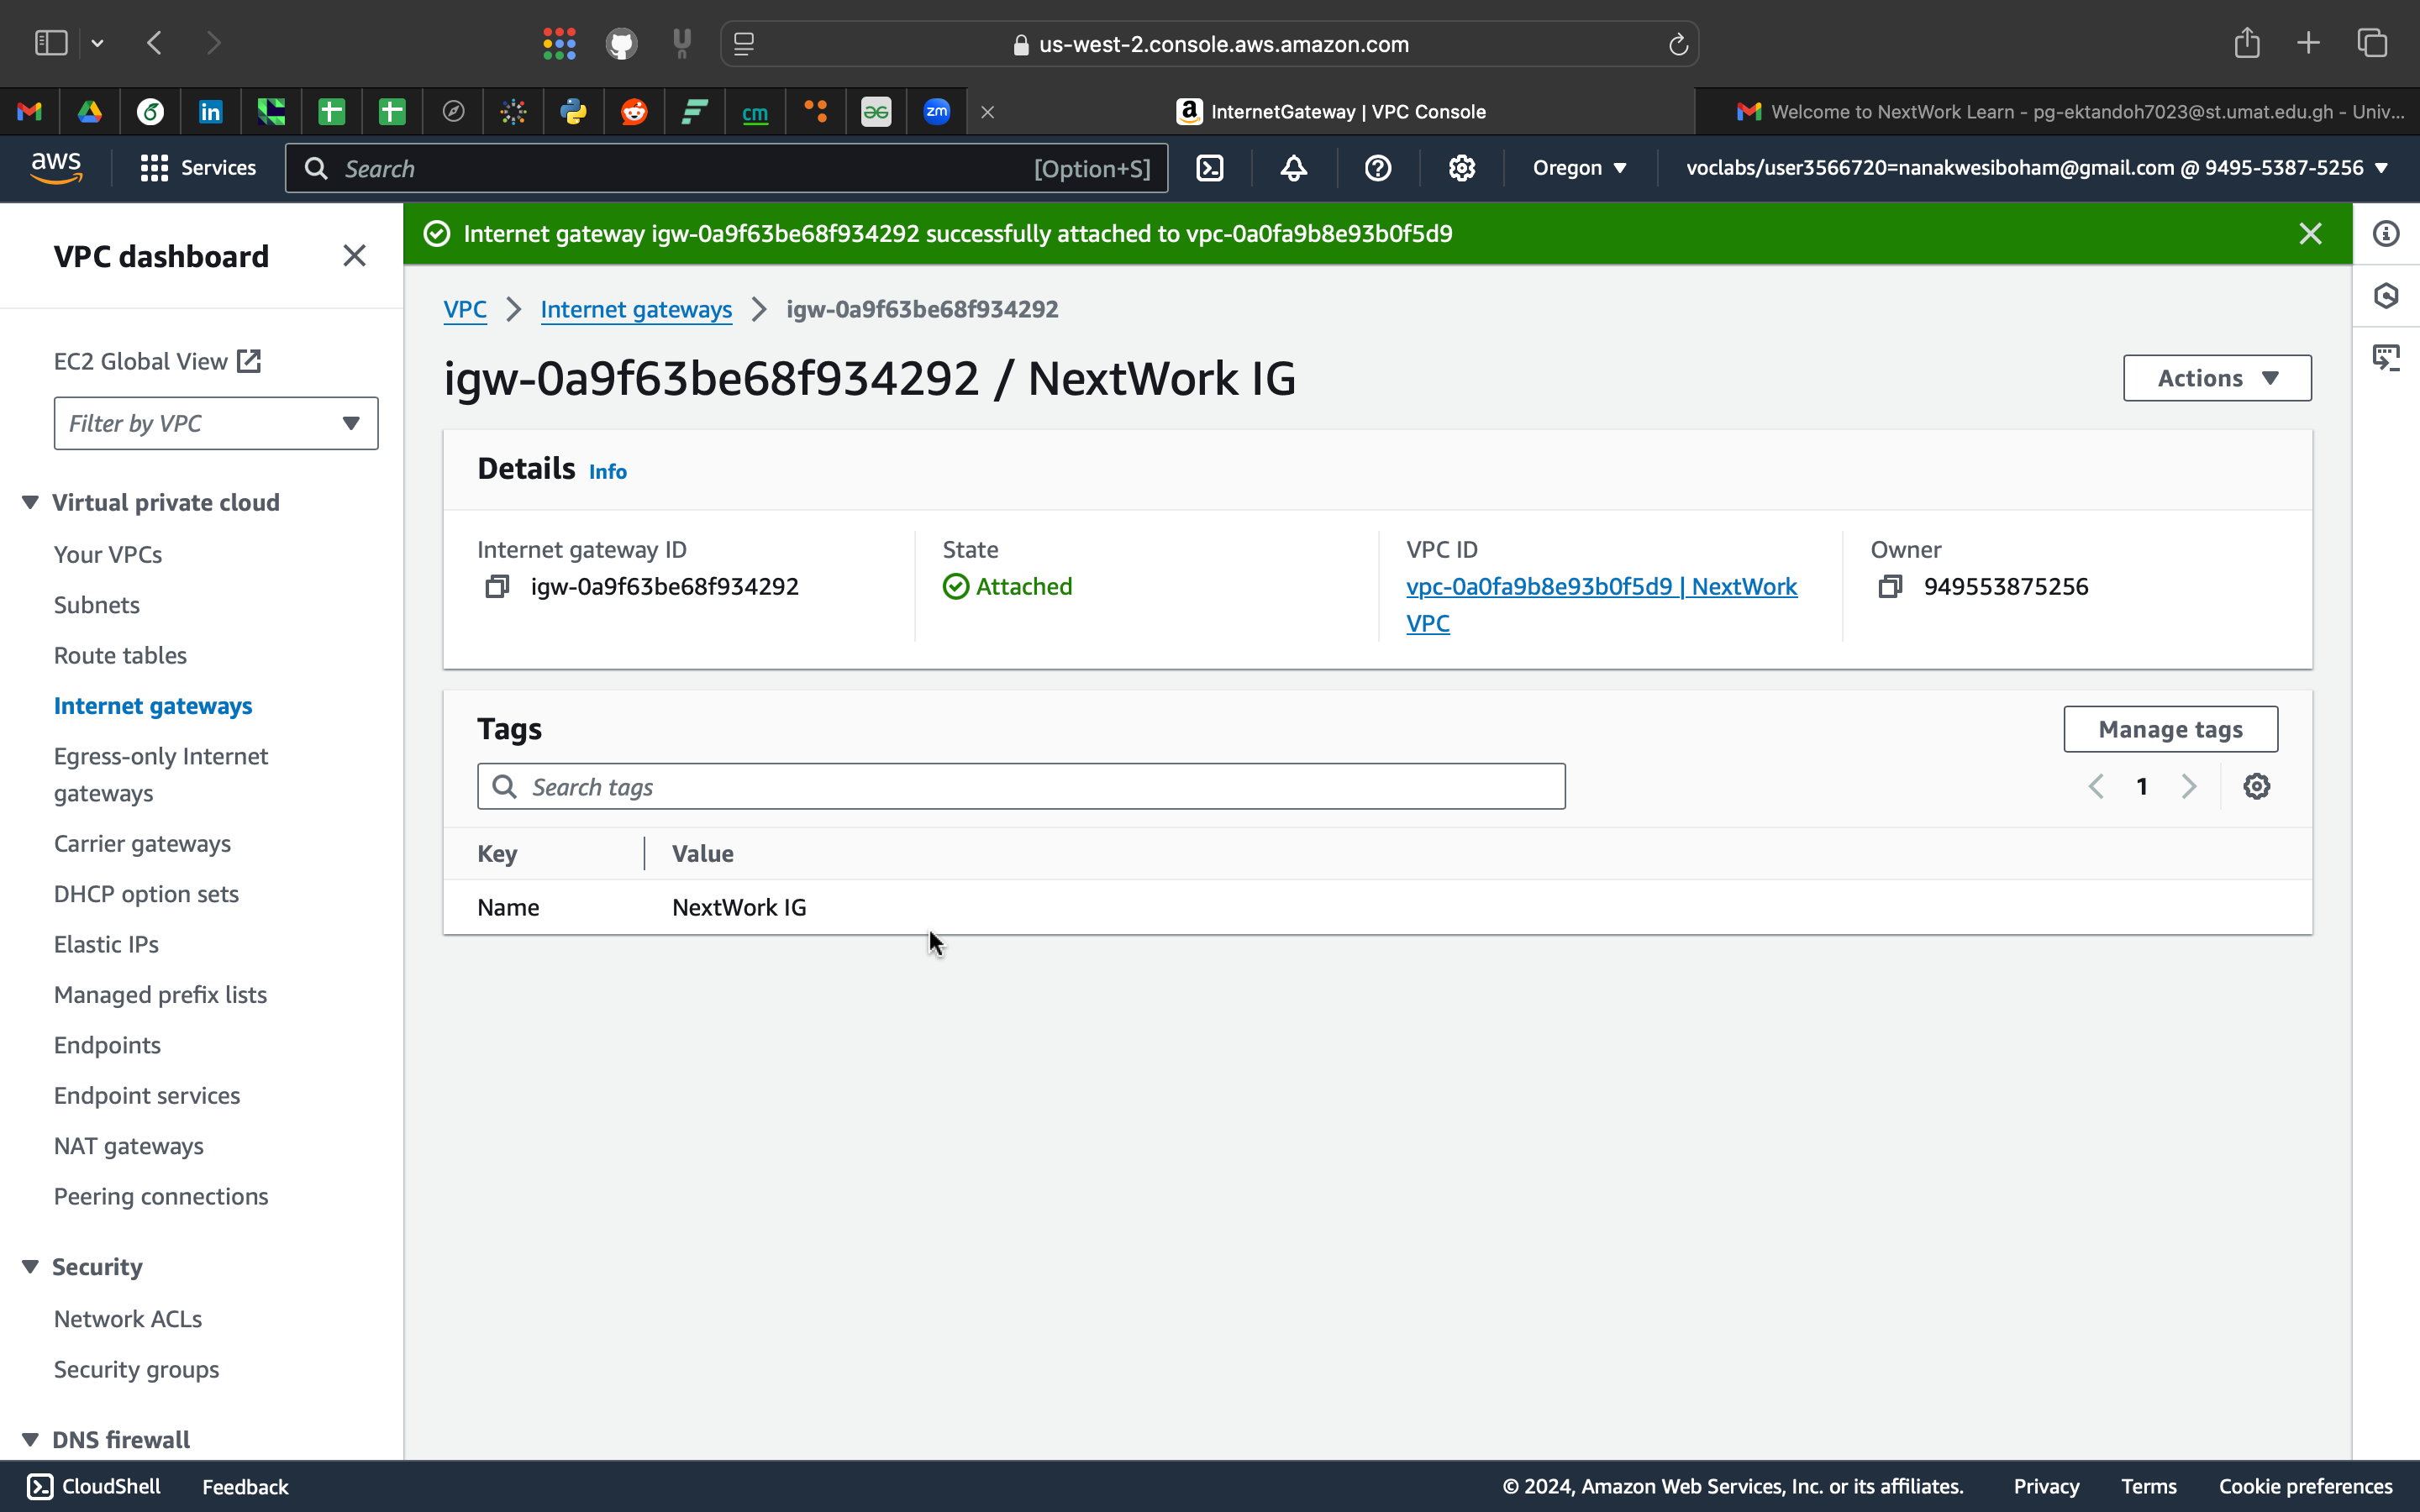 us-west-2.console.aws.amazon.com
InternetGateway | VPC Console
Welcome to NextWork Learn - pg-ektandoh7023@st.umat.edu.gh - Univ...
aws
Services
Search
[Option+S]
Oregon
voclabs/user3566720=nanakwesiboham@gmail.com @ 9495-5387-5256
VPC dashboard
EC2 Global View
Filter by VPC
Virtual private cloud
Your VPCs
Subnets
Route tables
Internet gateways
Egress-only Internet
gateways
Carrier gateways
DHCP option sets
Elastic IPs
Managed prefix lists
Endpoints
Endpoint services
NAT gateways
Peering connections
Security
Network ACLs
Security groups
DNS firewall
Internet gateway igw-0a9f63be68f934292 successfully attached to vpc-0a0fa9b8e93b0f5d9
VPC
Internet gateways
igw-0a9f63be68f934292
igw-0a9f63be68f934292 / NextWork IG
Actions
Details Info
Internet gateway ID
igw-0a9f63be68f934292
State
Attached
VPC ID
vpc-0a0fa9b8e93b0f5d9 | NextWork
VPC
Owner
949553875256
Tags
Manage tags
Search tags
1
Key
Value
Name
NextWork IG
CloudShell
Feedback
© 2024, Amazon Web Services, Inc. or its affiliates.
Privacy
Terms
Cookie preferences
in
cm
zm
a